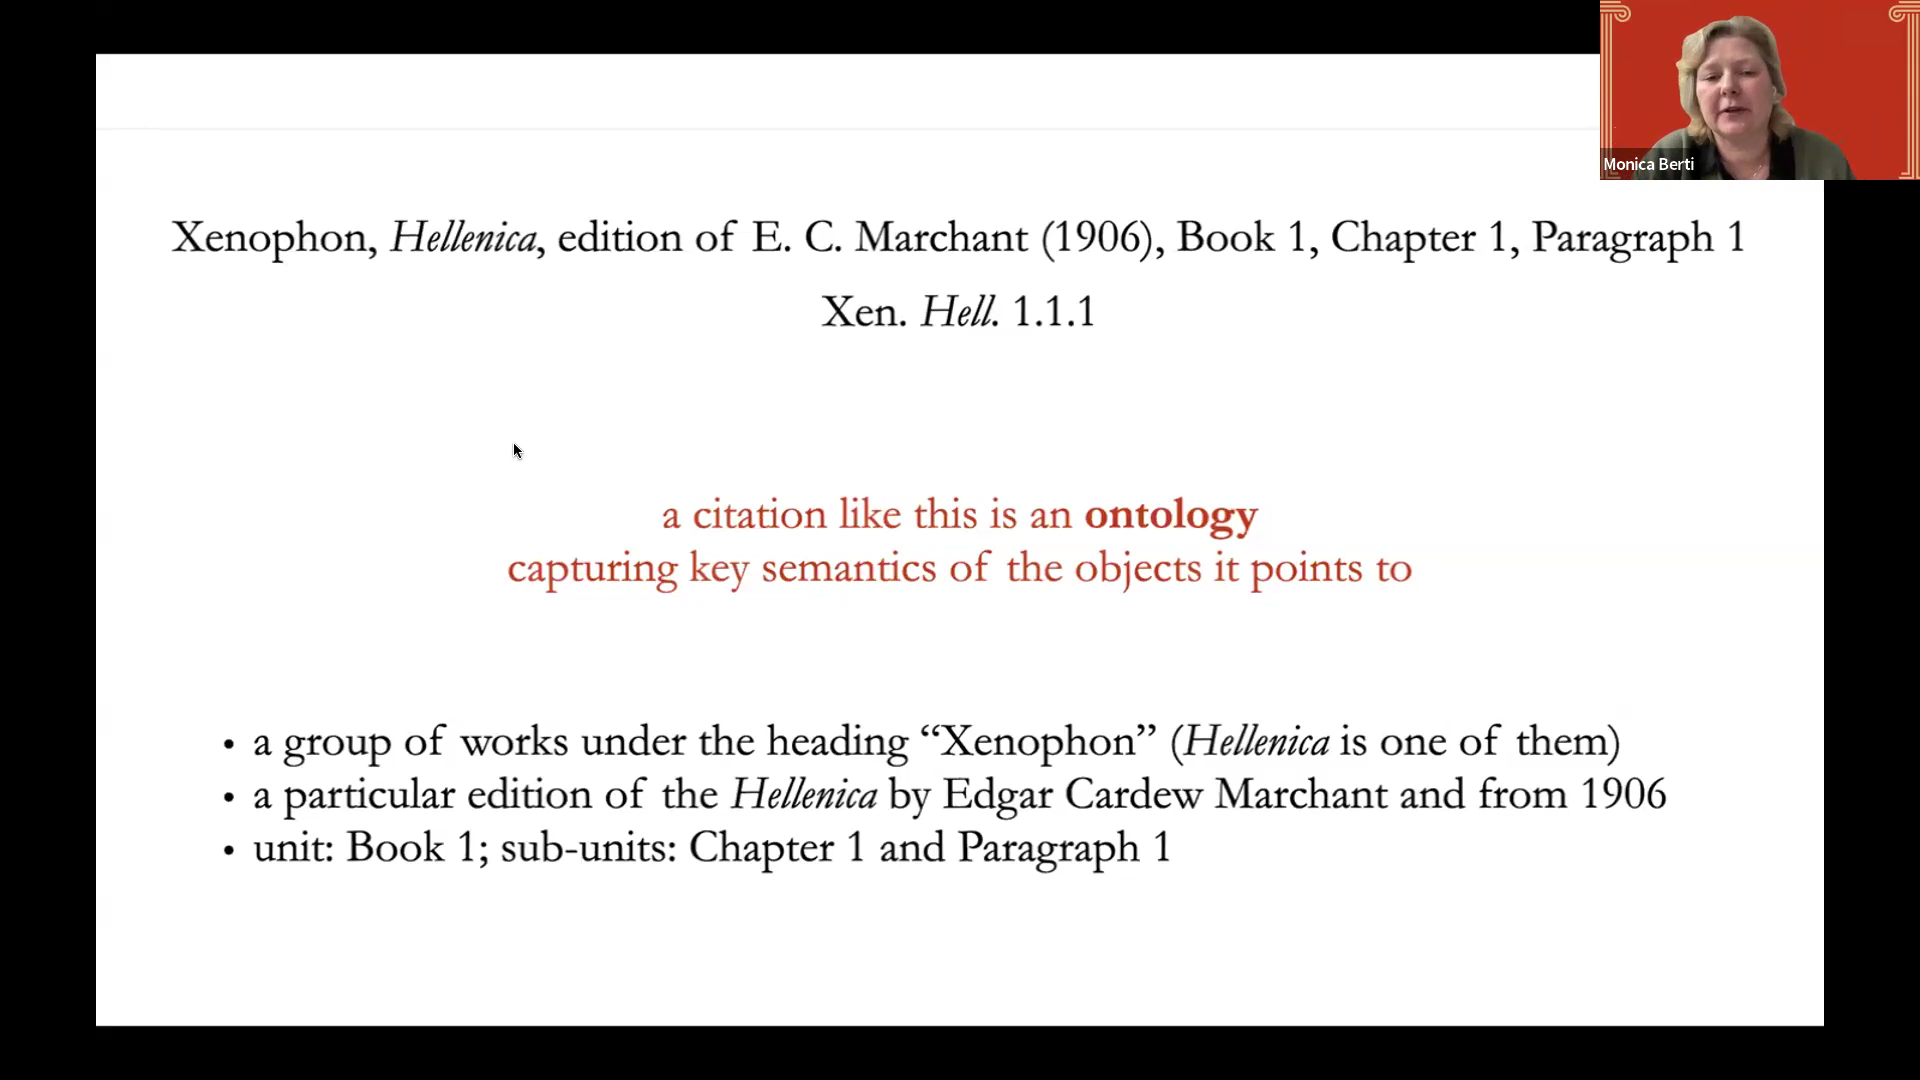 Monica Berti
Xenophon, Hellenica, edition of E. C. Marchant (1906), Book 1, Chapter 1, Paragraph 1
Xen. Hell. 1.1.1
a citation like this is an ontology
capturing key semantics of the objects it points to
• a group of works under the heading “Xenophon” (Hellenica is one of them)
• a particular edition of the Hellenica by Edgar Cardew Marchant and from 1906
• unit: Book 1; sub-units: Chapter 1 and Paragraph 1